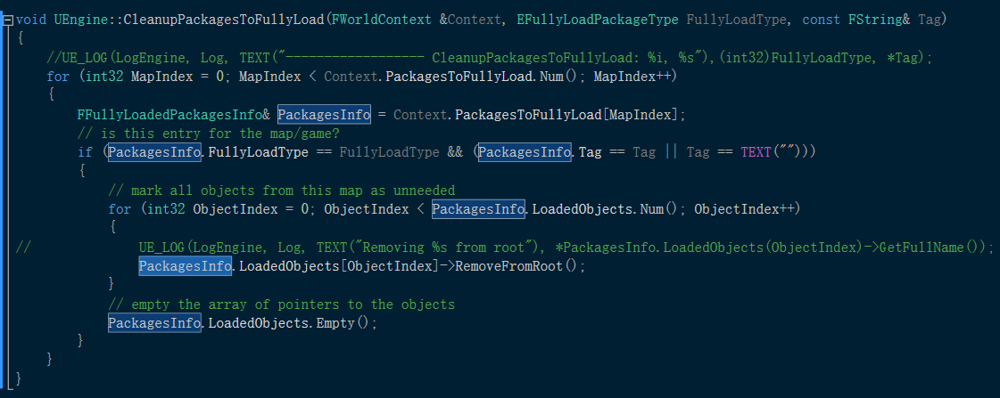 void UEngine::CleanupPackagesToFullyLoad(FWorldContext &Context, EFullyLoadPackageType FullyLoadType, const FString& Tag)
{
    //UE_LOG(LogEngine, Log, TEXT("------------------ CleanupPackagesToFullyLoad: %i, %s"),(int32)FullyLoadType, *Tag);
    for (int32 MapIndex = 0; MapIndex < Context.PackagesToFullyLoad.Num(); MapIndex++)
    {
        FFullyLoadedPackagesInfo& PackagesInfo = Context.PackagesToFullyLoad[MapIndex];
        // is this entry for the map/game?
        if (PackagesInfo.FullyLoadType == FullyLoadType && (PackagesInfo.Tag == Tag || Tag == TEXT("")))
        {
            // mark all objects from this map as unneeded
            for (int32 ObjectIndex = 0; ObjectIndex < PackagesInfo.LoadedObjects.Num(); ObjectIndex++)
            {
//              UE_LOG(LogEngine, Log, TEXT("Removing %s from root"), *PackagesInfo.LoadedObjects(ObjectIndex)->GetFullName());
                PackagesInfo.LoadedObjects[ObjectIndex]->RemoveFromRoot();
            }
            // empty the array of pointers to the objects
            PackagesInfo.LoadedObjects.Empty();
        }
    }
}